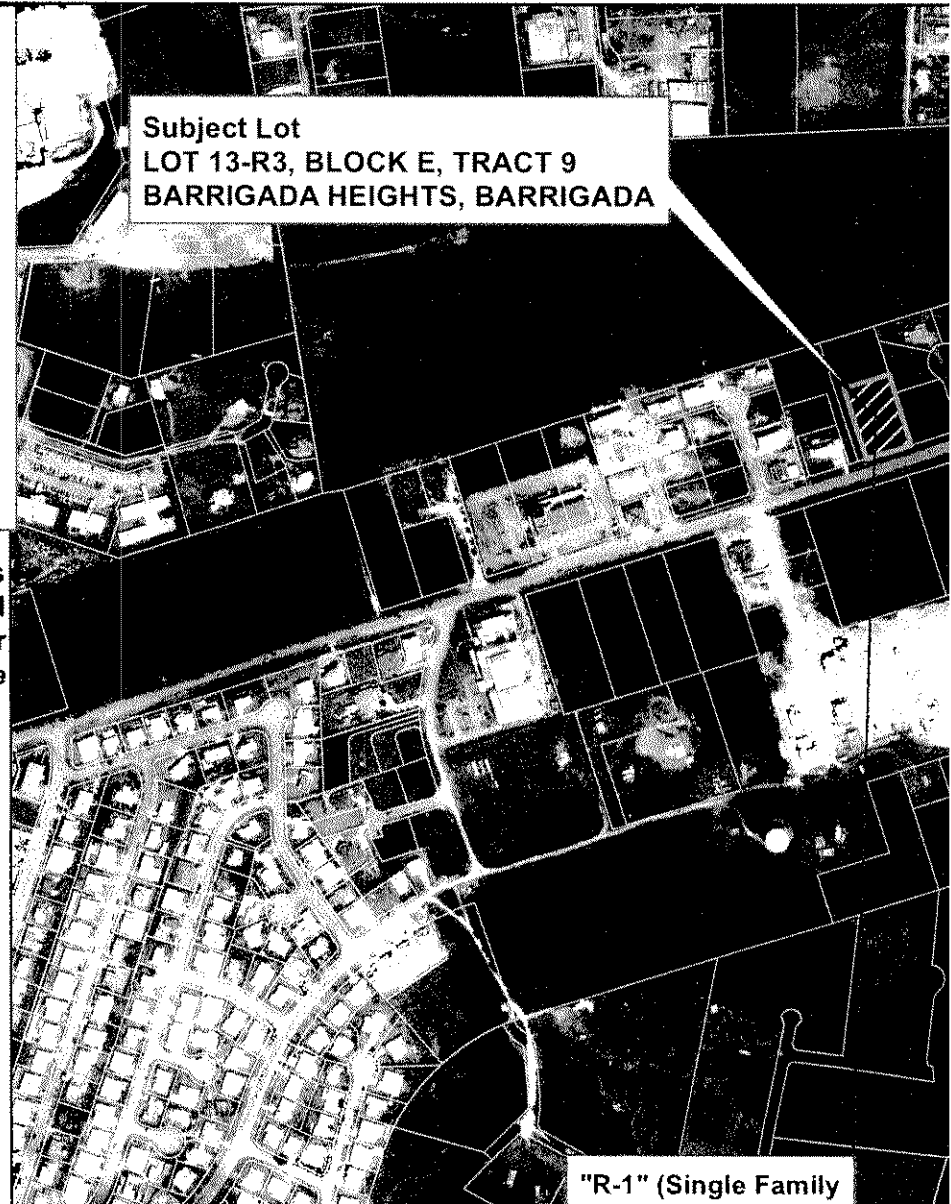 Subject Lot
LOT 13-R3, BLOCK E, TRACT 9
BARRIGADA HEIGHTS, BARRIGADA
"R-1" (Single Family